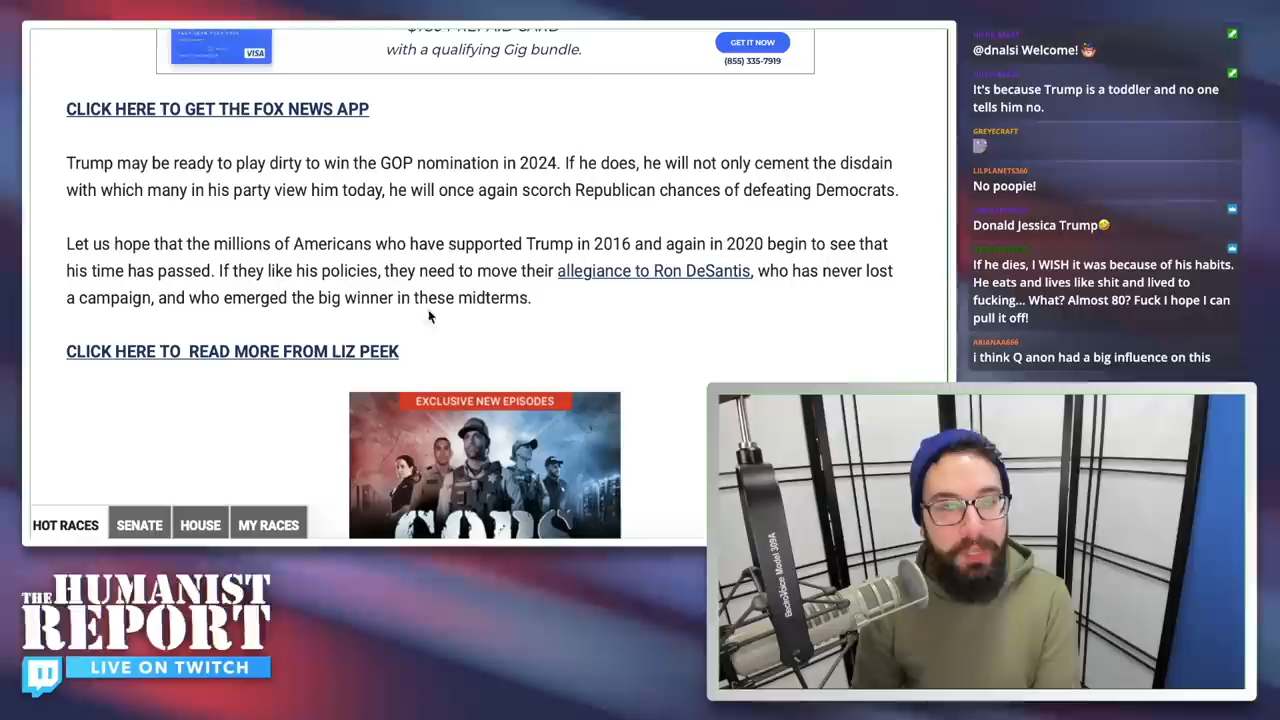 with a qualifying Gig bundle.
VISA
GET IT NOW
(855) 335-7919
CLICK HERE TO GET THE FOX NEWS APP
Trump may be ready to play dirty to win the GOP nomination in 2024. If he does, he will not only cement the disdain
with which many in his party view him today, he will once again scorch Republican chances of defeating Democrats.
Let us hope that the millions of Americans who have supported Trump in 2016 and again in 2020 begin to see that
his time has passed. If they like his policies, they need to move their allegiance to Ron DeSantis, who has never lost
a campaign, and who emerged the big winner in these midterms.
CLICK HERE TO READ MORE FROM LIZ PEEK
EXCLUSIVE NEW EPISODES
COPS
HOT RACES
SENATE
HOUSE
MY RACES
THE HUMANIST
REPORT
LIVE ON TWITCH
@dnalsi Welcome!
It's because Trump is a toddler and no one
tells him no.
GREYECRAFT
LILPLANETS360
No poopie!
Donald Jessica Trump🤣
If he dies, I WISH it was because of his habits.
He eats and lives like shit and lived to
fucking... What? Almost 80? Fuck I hope I can
pull it off!
ARIANAA666
i think Q anon had a big influence on this
ElectroVoice Model 309A